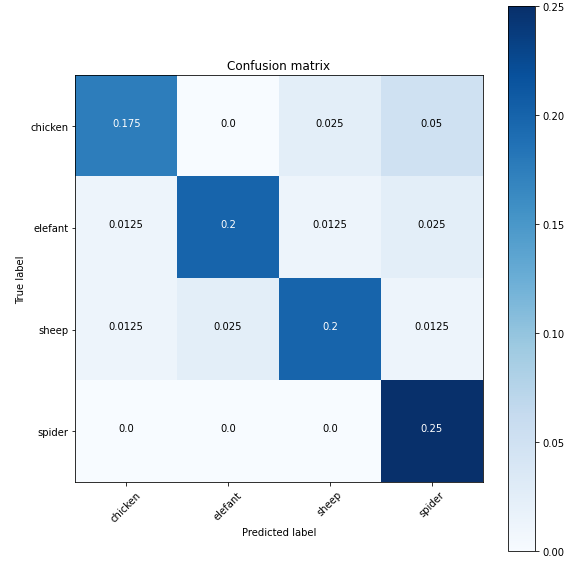 Confusion matrix
chicken 0.175 0.0 0.025 0.05
elefant 0.0125 0.2 0.0125 0.025
sheep 0.0125 0.025 0.2 0.0125
spider 0.0 0.0 0.0 0.25
chicken elefant sheep spider
True label
Predicted label
0.25
0.20
0.15
0.10
0.05
0.00